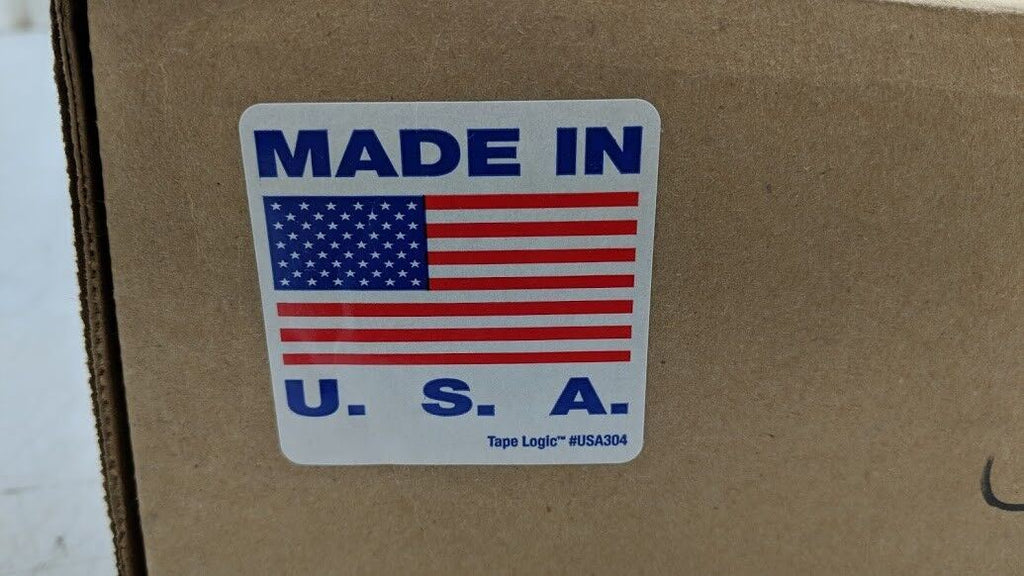 MADE IN
U. S. A.
Tape Logic™ #USA304